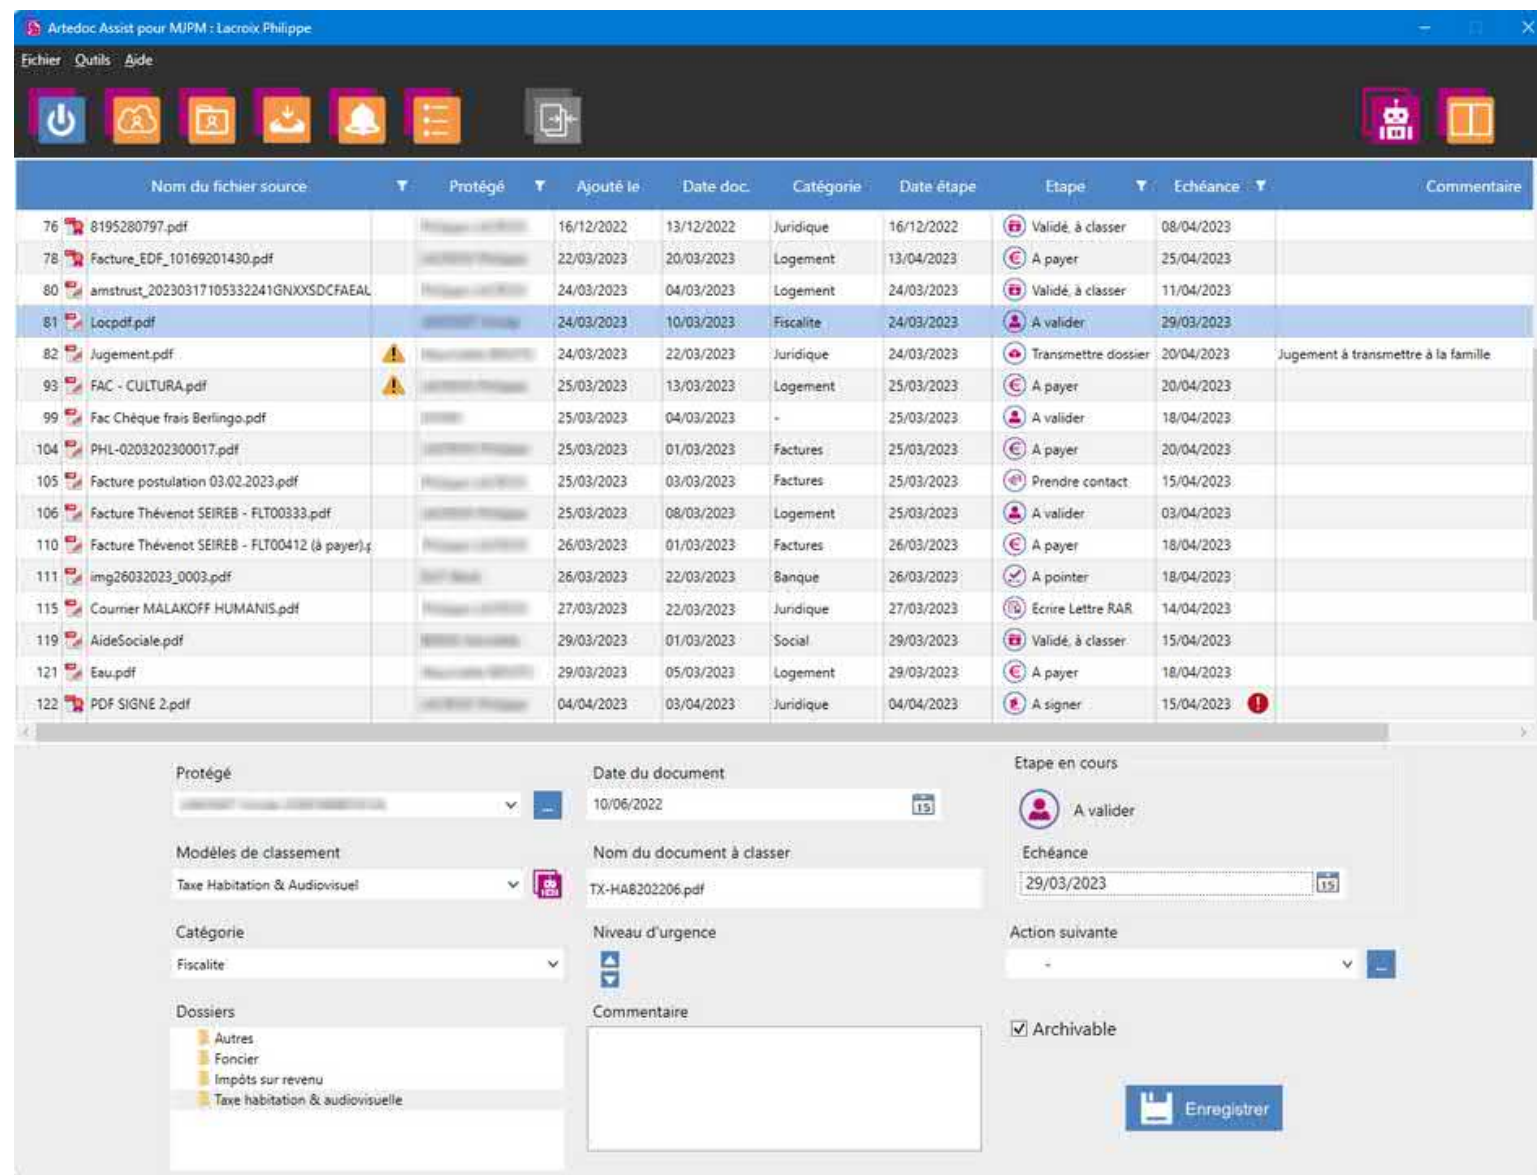 Artedoc Assist pour MJPM : Lacroix Philippe
Fichier Outils Aide
Nom du fichier source Protégé Ajouté le Date doc. Catégorie Date étape Etape Echéance Commentaire
76 8195280797.pdf 16/12/2022 13/12/2022 Juridique 16/12/2022 Validé, à classer 08/04/2023
78 Facture_EDF_10169201430.pdf 22/03/2023 20/03/2023 Logement 13/04/2023 A payer 25/04/2023
80 amstrust_20230317105332241GNXXSDCFAEAL 24/03/2023 04/03/2023 Logement 24/03/2023 Validé, à classer 11/04/2023
81 Locpdf.pdf 24/03/2023 10/03/2023 Fiscalite 24/03/2023 A valider 29/03/2023
82 Jugement.pdf 24/03/2023 22/03/2023 Juridique 24/03/2023 Transmettre dossier 20/04/2023 Jugement à transmettre à la famille
93 FAC - CULTURA.pdf 25/03/2023 13/03/2023 Logement 25/03/2023 A payer 20/04/2023
99 Fac Chèque frais Berlingo.pdf 25/03/2023 04/03/2023 - 25/03/2023 A valider 18/04/2023
104 PHL-0203202300017.pdf 25/03/2023 01/03/2023 Factures 25/03/2023 A payer 20/04/2023
105 Facture postulation 03.02.2023.pdf 25/03/2023 03/03/2023 Factures 25/03/2023 Prendre contact 15/04/2023
106 Facture Thévenot SEIREB - FLT00333.pdf 25/03/2023 08/03/2023 Logement 25/03/2023 A valider 03/04/2023
110 Facture Thévenot SEIREB - FLT00412 (à payer).p 26/03/2023 01/03/2023 Factures 26/03/2023 A payer 18/04/2023
111 img26032023_0003.pdf 26/03/2023 22/03/2023 Banque 26/03/2023 A pointer 18/04/2023
115 Courrier MALAKOFF HUMANIS.pdf 27/03/2023 22/03/2023 Juridique 27/03/2023 Ecrire Lettre RAR 14/04/2023
119 AideSociale.pdf 29/03/2023 01/03/2023 Social 29/03/2023 Validé, à classer 15/04/2023
121 Eau.pdf 29/03/2023 05/03/2023 Logement 29/03/2023 A payer 18/04/2023
122 PDF SIGNE 2.pdf 04/04/2023 03/04/2023 Juridique 04/04/2023 A signer 15/04/2023
Protégé Date du document Etape en cours
... 10/06/2022 15 A valider
Modèles de classement Nom du document à classer Echéance
Taxe Habitation & Audiovisuel TX-HAB202206.pdf 29/03/2023 15
Catégorie Niveau d'urgence Action suivante
Fiscalite - ...
Dossiers Commentaire
Archivable
Autres
Foncier
Impôts sur revenu
Taxe habitation & audiovisuelle
Enregistrer